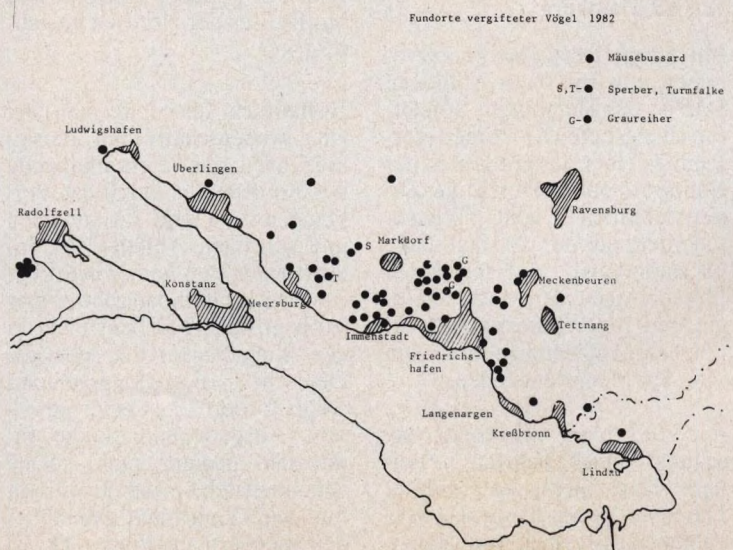 Fundorte vergifteter Vögel 1982
● Mäusebussard
S,T-● Sperber, Turmfalke
G-● Graureiher
Ludwigshafen
Überlingen
Radolfzell
Ravensburg
S
Markdorf
G
T
G
Konstanz
Meersburg
Meckenbeuren
Tettnang
Immenstadt
Friedrichs-
hafen
Langenargen
Kreßbronn
Lindau